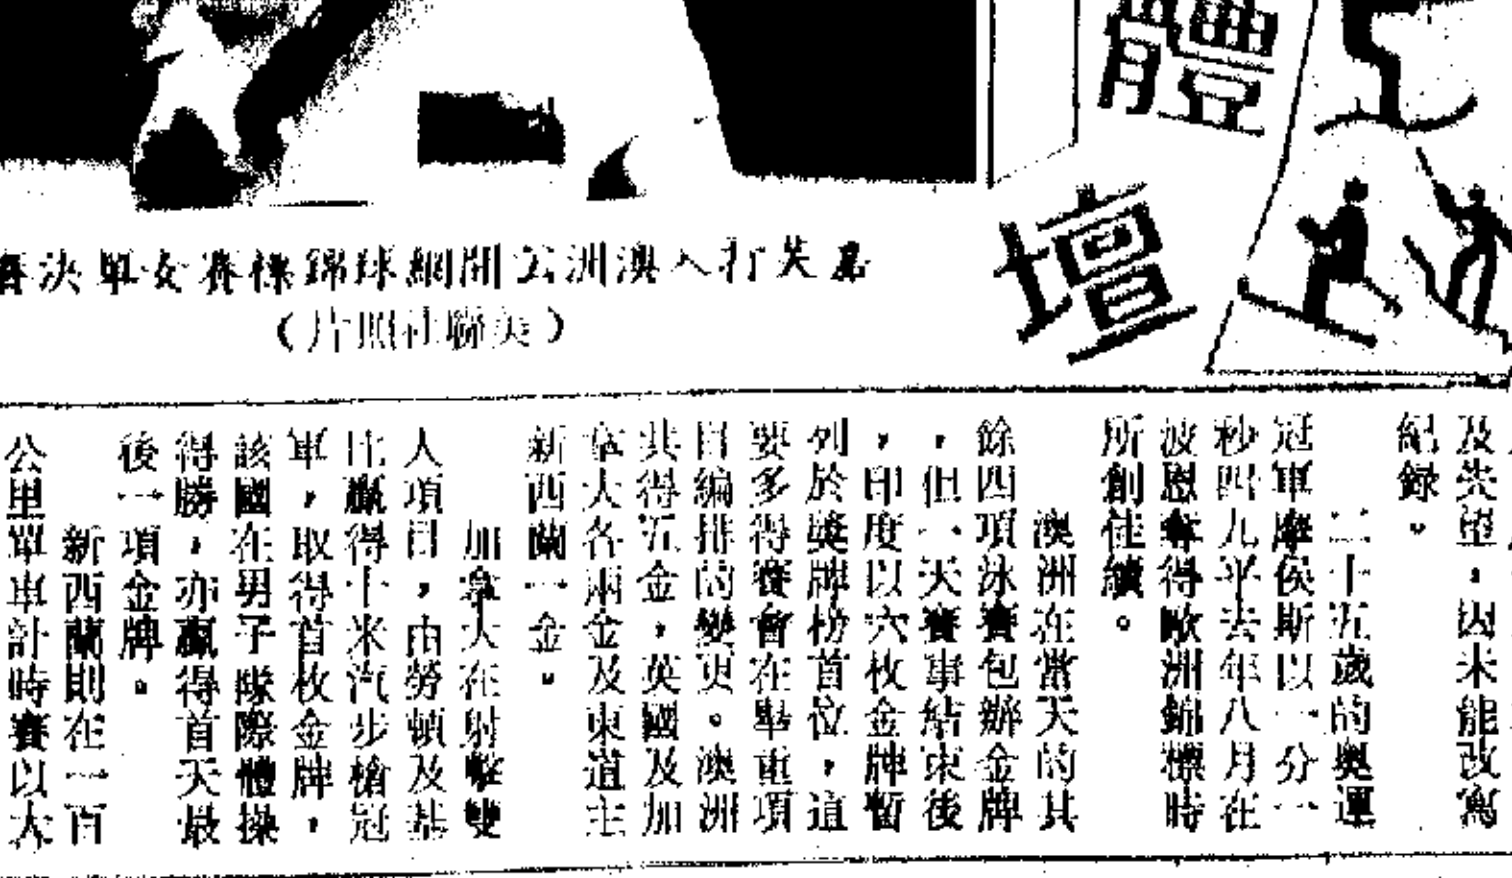 體
壇
嘉芙打入澳洲公開網球錦標賽女單決賽
（美聯社照片）
及失望，因未能改寫
紀錄。
二十五歲的奧運
冠軍摩侯斯以一分一
秒四九平去年八月在
波恩奪得歐洲錦標時
所創佳績。
澳洲在當天的其
餘四項泳賽包辦金牌
，但一天賽事結束後
，印度以六枚金牌暫
列於獎牌榜首位，這
要多得賽會在舉重項
目編排的變更。澳洲
共得五金，英國及加
拿大各兩金及東道主
新西蘭一金。
加拿大在射擊雙
人項目，由勞頓及基
比贏得十米汽步槍冠
軍，取得首枚金牌，
該國在男子隊際體操
得勝，亦贏得首天最
後一項金牌。
新西蘭則在一百
公里單車計時賽以大